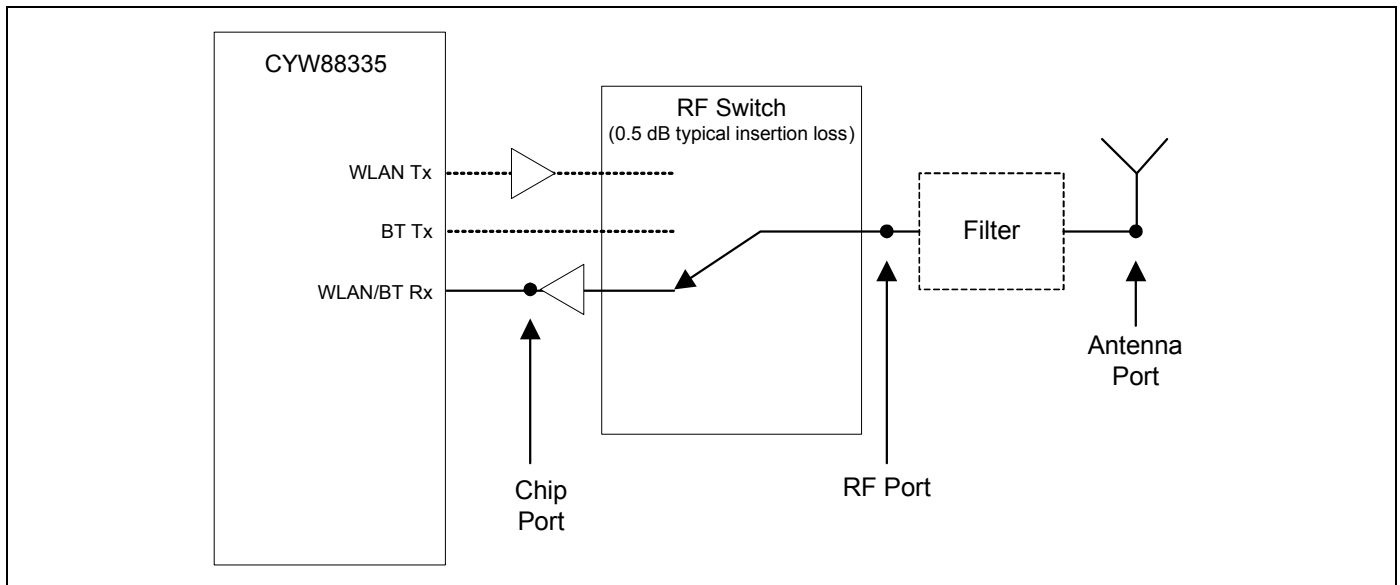 CYW88335
RF Switch
(0.5 dB typical insertion loss)
WLAN Tx
BT Tx
WLAN/BT Rx
Filter
Antenna
Port
Chip
Port
RF Port